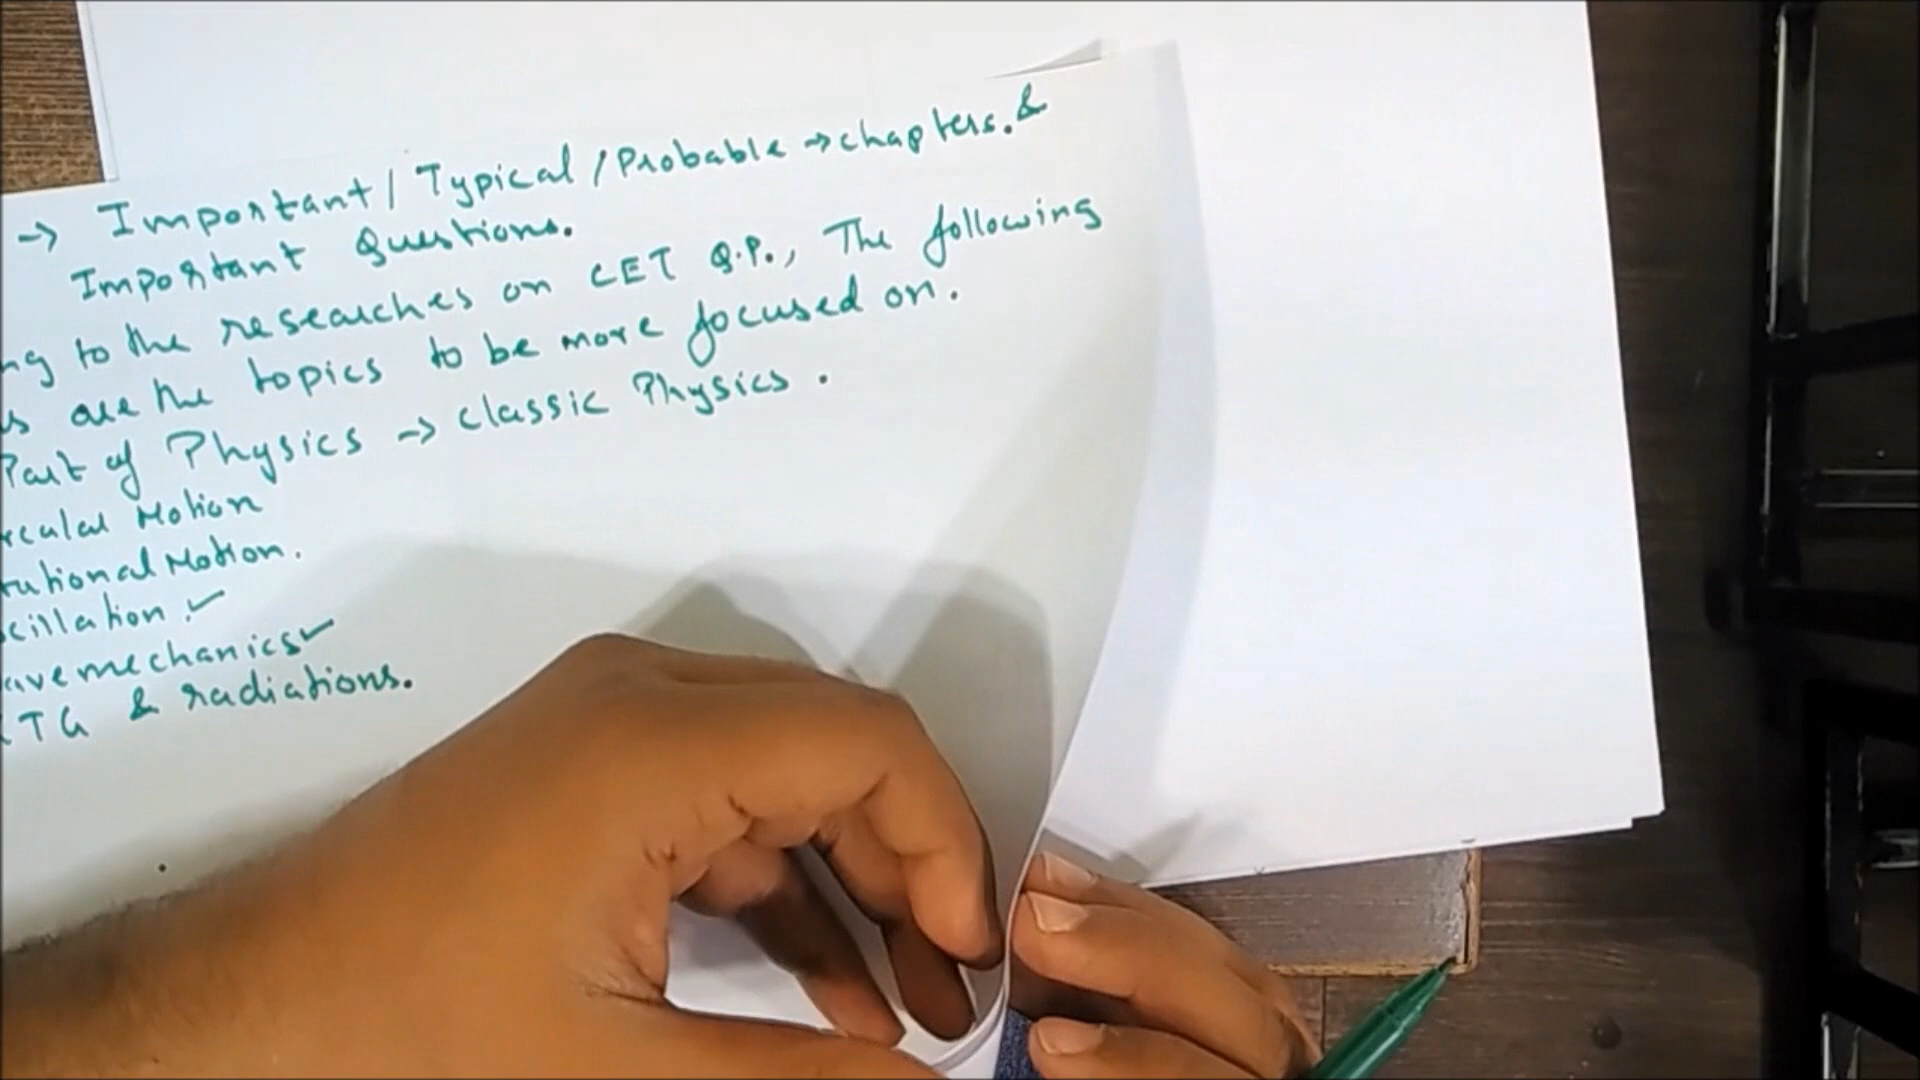 → Important / Typical / Probable → chapters. &
Important Questions.
ng to the researches on CET Q.P., The following
s are the topics to be more focused on.
Part of Physics → classic Physics.
rcular Motion
tational Motion.
cillation. ✓
ave mechanics ✓
KTG & radiations.